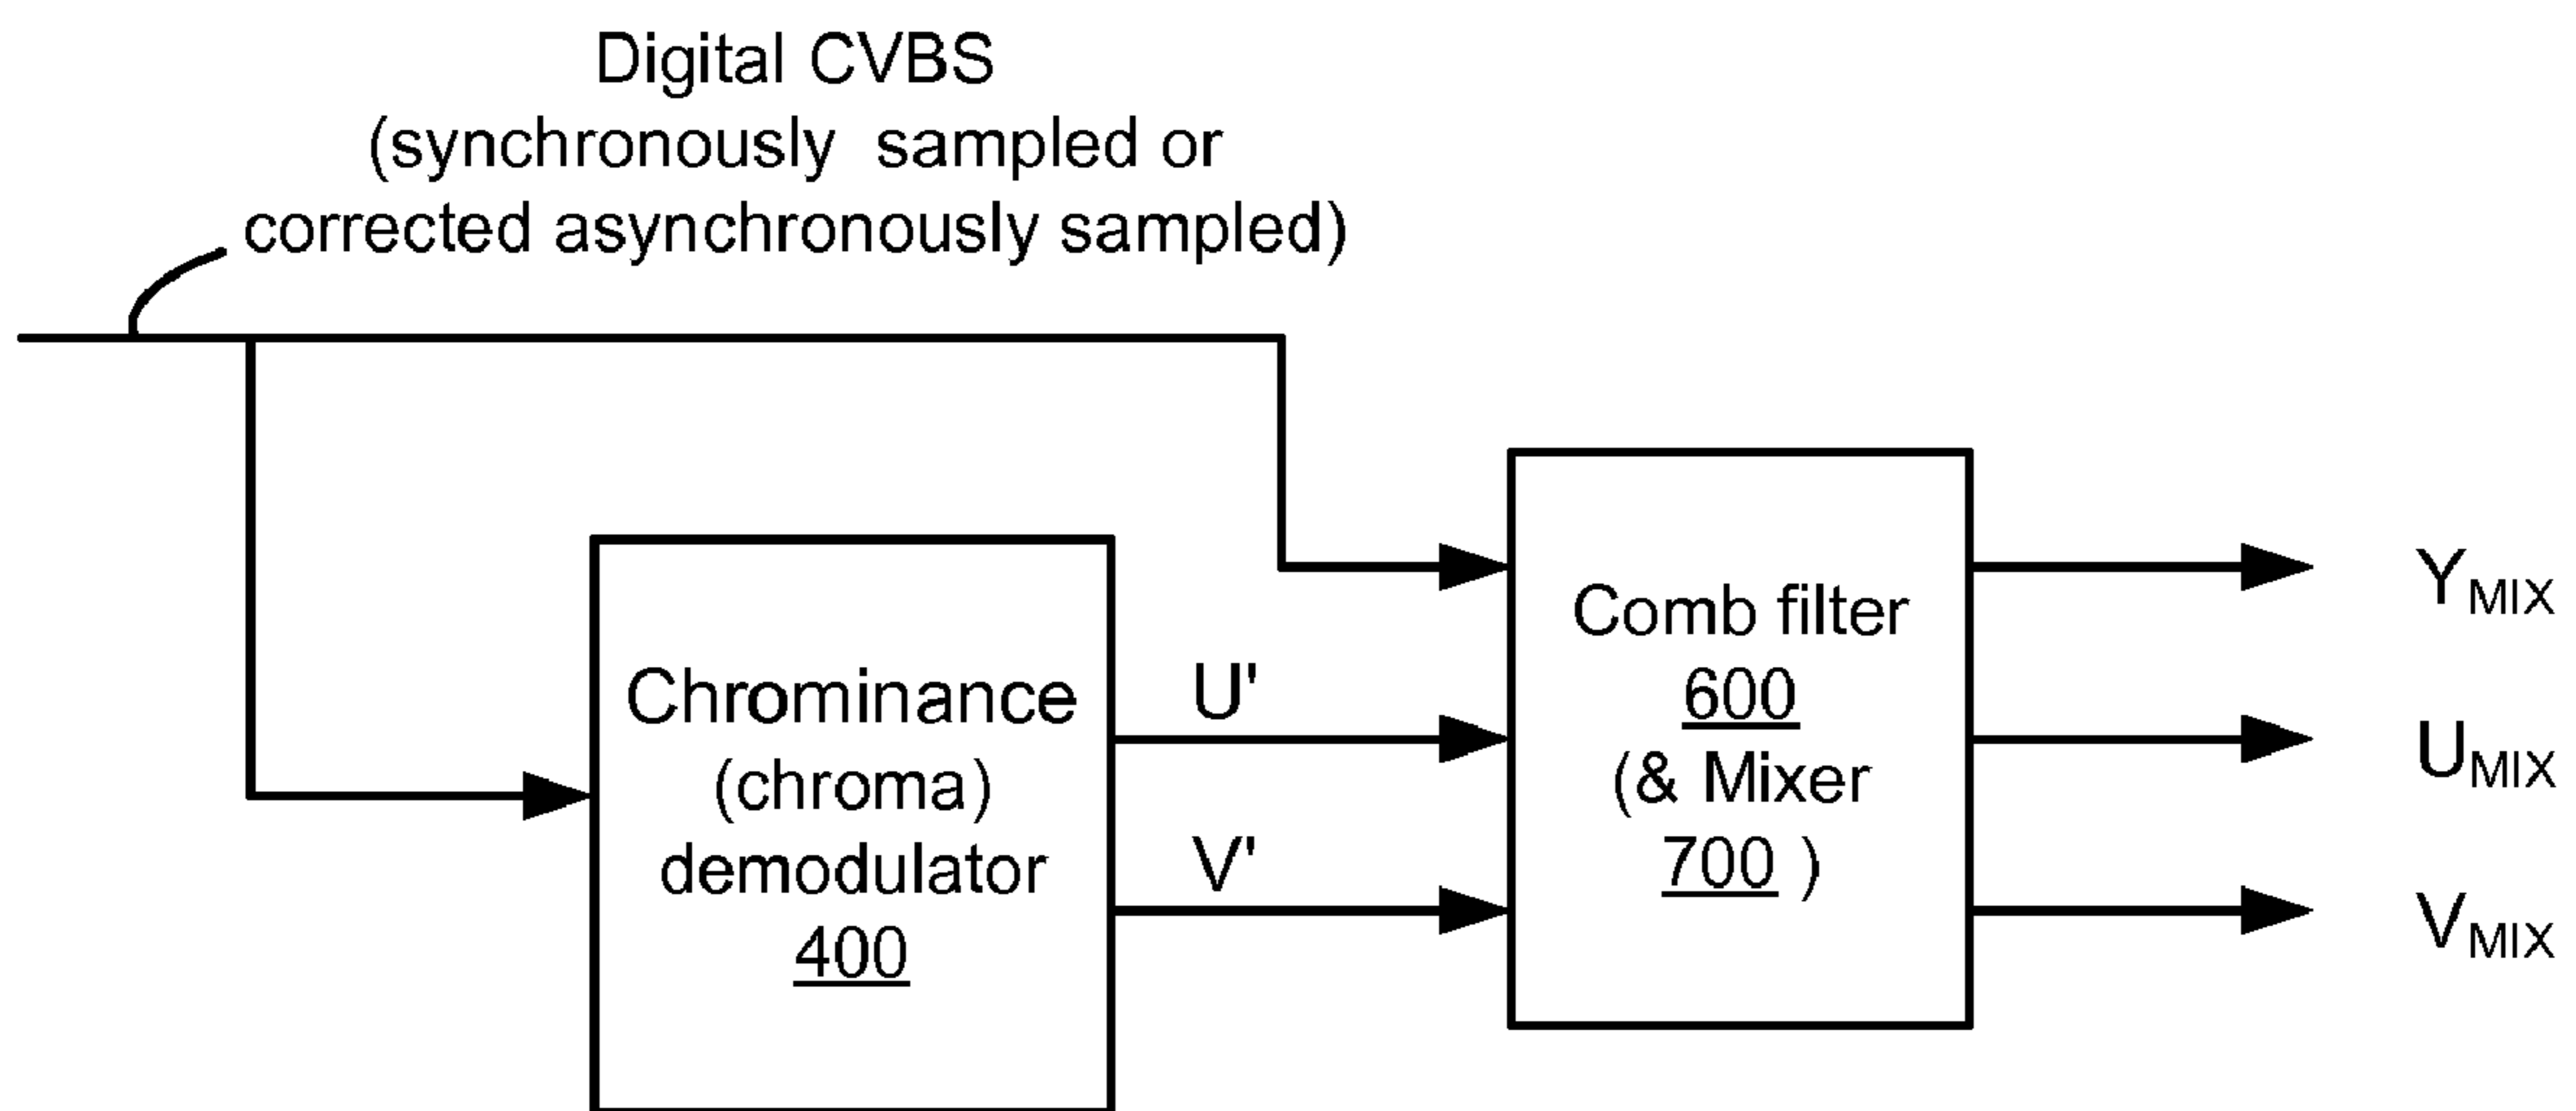 Digital CVBS
(synchronously sampled or
corrected asynchronously sampled)
Chrominance
(chroma)
demodulator
400
U'
V'
Comb filter
600
(& Mixer
700 )
YMIX
UMIX
VMIX